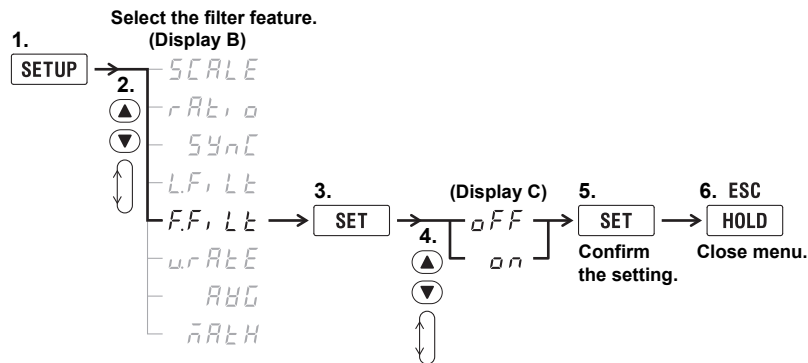 Select the filter feature.
(Display B)
1.
SETUP
2.
SCALE
rAtio
SYnC
L.FiLt
F.FiLt
u.rAtE
AVG
mAtH
3.
SET
(Display C)
4.
oFF
on
5.
SET
Confirm
the setting.
6. ESC
HOLD
Close menu.